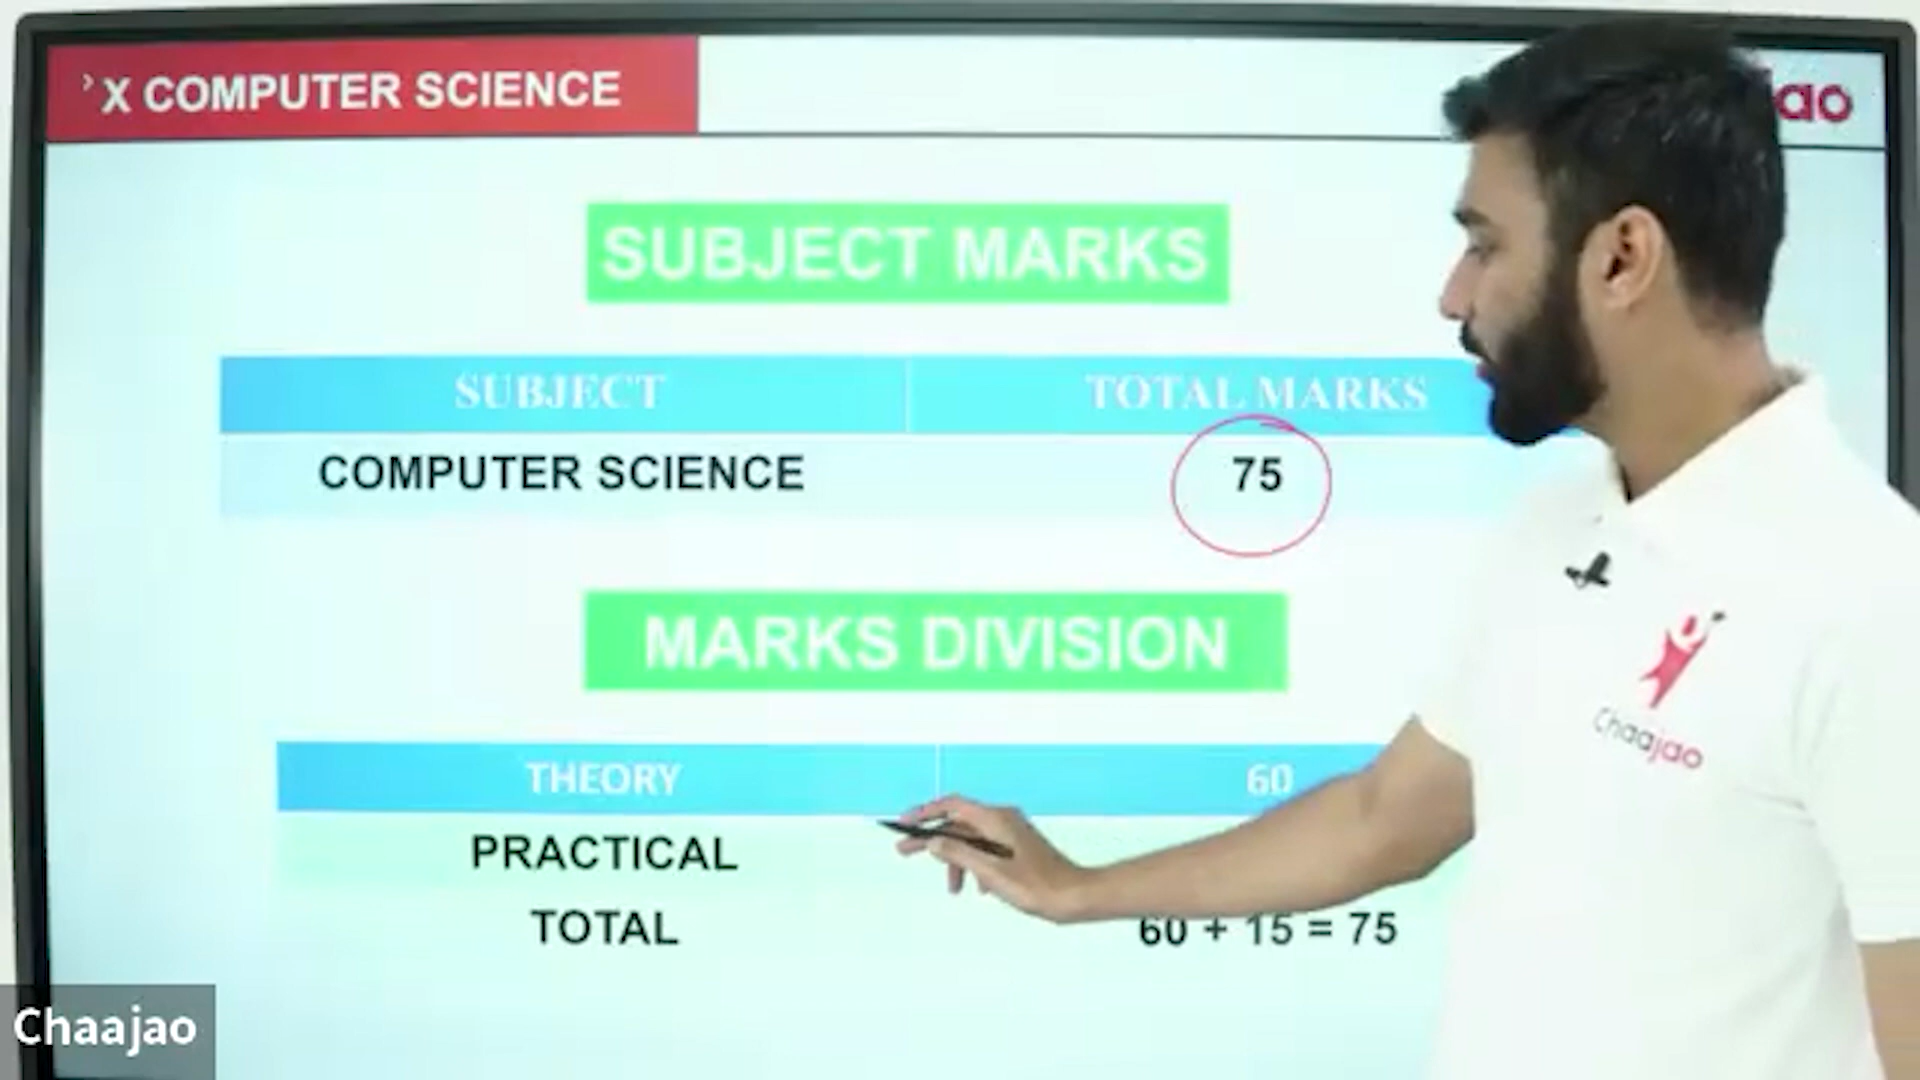 X COMPUTER SCIENCE
ao
SUBJECT MARKS
SUBJECT TOTAL MARKS
COMPUTER SCIENCE 75
MARKS DIVISION
THEORY 60
PRACTICAL
TOTAL 60 + 15 = 75
Chaajao
Chaajao